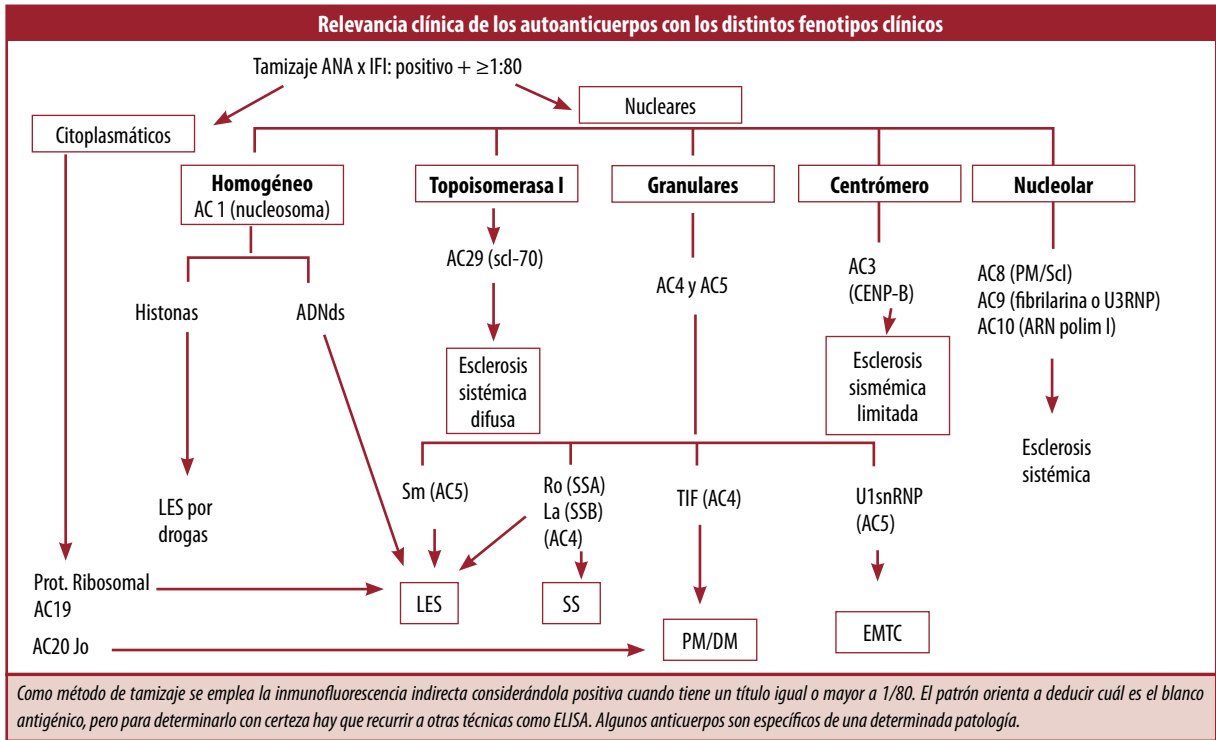 Relevancia clínica de los autoanticuerpos con los distintos fenotipos clínicos
Tamizaje ANA x IFI: positivo + ≥1:80
Nucleares
Citoplasmáticos
Homogéneo
AC 1 (nucleosoma)
Topoisomerasa I
Granulares
Centrómero
Nucleolar
AC29 (scl-70)
AC4 y AC5
AC3
(CENP-B)
AC8 (PM/Scl)
AC9 (fibrilarina o U3RNP)
AC10 (ARN polim I)
Histonas
ADNds
Esclerosis
sistémica
difusa
Esclerosis
sismémica
limitada
Esclerosis
sistémica
LES por
drogas
Sm (AC5)
Ro (SSA)
La (SSB)
(AC4)
TIF (AC4)
U1snRNP
(AC5)
Prot. Ribosomal
AC19
LES
SS
AC20 Jo
PM/DM
EMTC
Como método de tamizaje se emplea la inmunofluorescencia indirecta considerándola positiva cuando tiene un título igual o mayor a 1/80. El patrón orienta a deducir cuál es el blanco
antigénico, pero para determinarlo con certeza hay que recurrir a otras técnicas como ELISA. Algunos anticuerpos son específicos de una determinada patología.